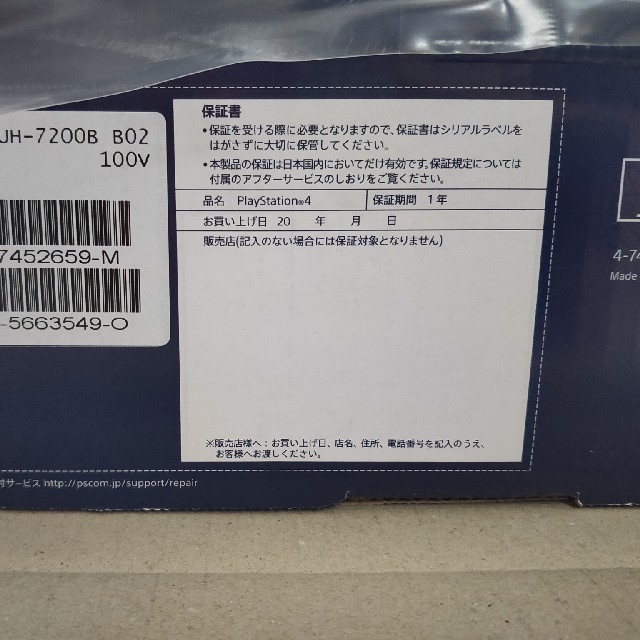 UH-7200B B02
100V
7452659-M
-5663549-O
保証書
•保証を受ける際に必要となりますので、保証書はシリアルラベルを
はがさずに大切に保管してください。
•本製品の保証は日本国内においてだけ有効です。保証規定については
付属のアフターサービスのしおりをご覧ください。
品名 PlayStation®4 保証期間 1年
お買い上げ日 20 年 月 日
販売店(記入のない場合には保証対象となりません)
※販売店様へ:お買い上げ日、店名、住所、電話番号を記入のうえ、
お客様へお渡しください。
付サービス http://pscom.jp/support/repair
4-74
Made